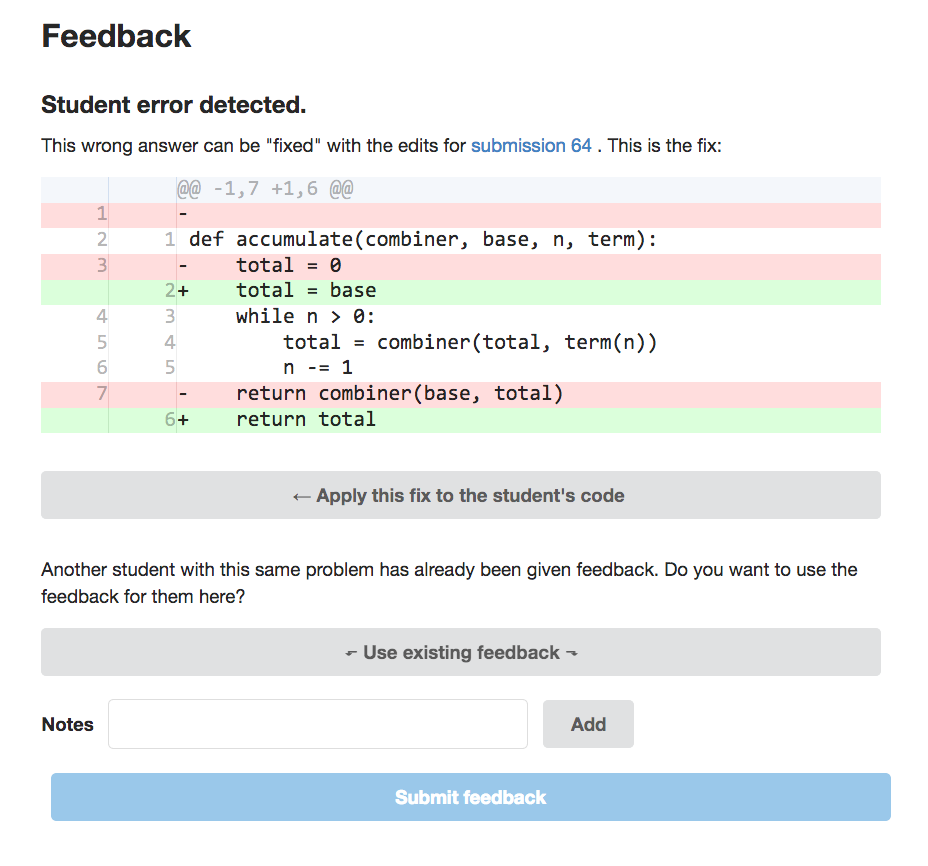 Feedback
Student error detected.
This wrong answer can be "fixed" with the edits for submission 64 . This is the fix:
@@ -1,7 +1,6 @@
1 -
2 1 def accumulate(combiner, base, n, term):
3 - total = 0
2 + total = base
4 3 while n > 0:
5 4 total = combiner(total, term(n))
6 5 n -= 1
7 - return combiner(base, total)
6 + return total
← Apply this fix to the student's code
Another student with this same problem has already been given feedback. Do you want to use the
feedback for them here?
⬐ Use existing feedback ⬎
Notes Add
Submit feedback